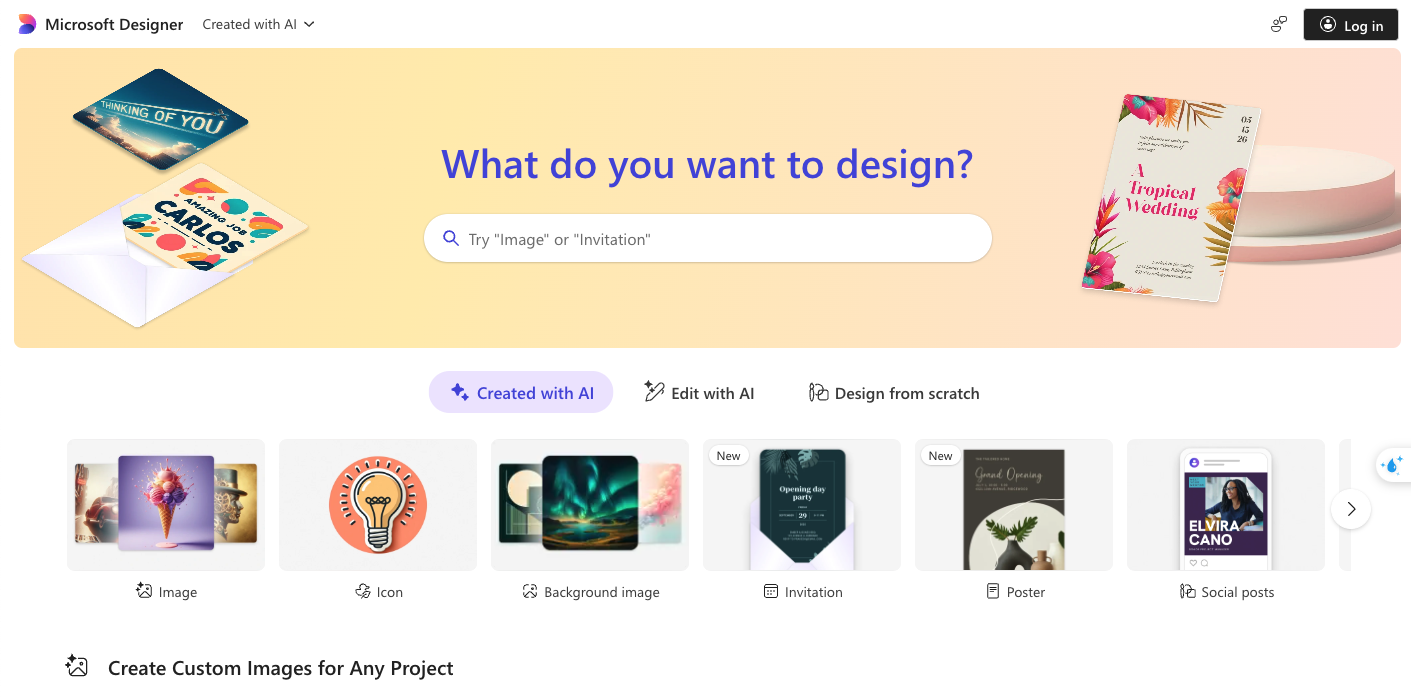 Microsoft Designer
Created with AI
Log in
THINKING OF YOU
AMAZING JOB
CARLOS
What do you want to design?
Try "Image" or "Invitation"
05
15
26
A
Tropical
Wedding
Created with AI
Edit with AI
Design from scratch
New
Opening day
party
29
New
Grand Opening
ELVIRA
CANO
Image
Icon
Background image
Invitation
Poster
Social posts
Create Custom Images for Any Project